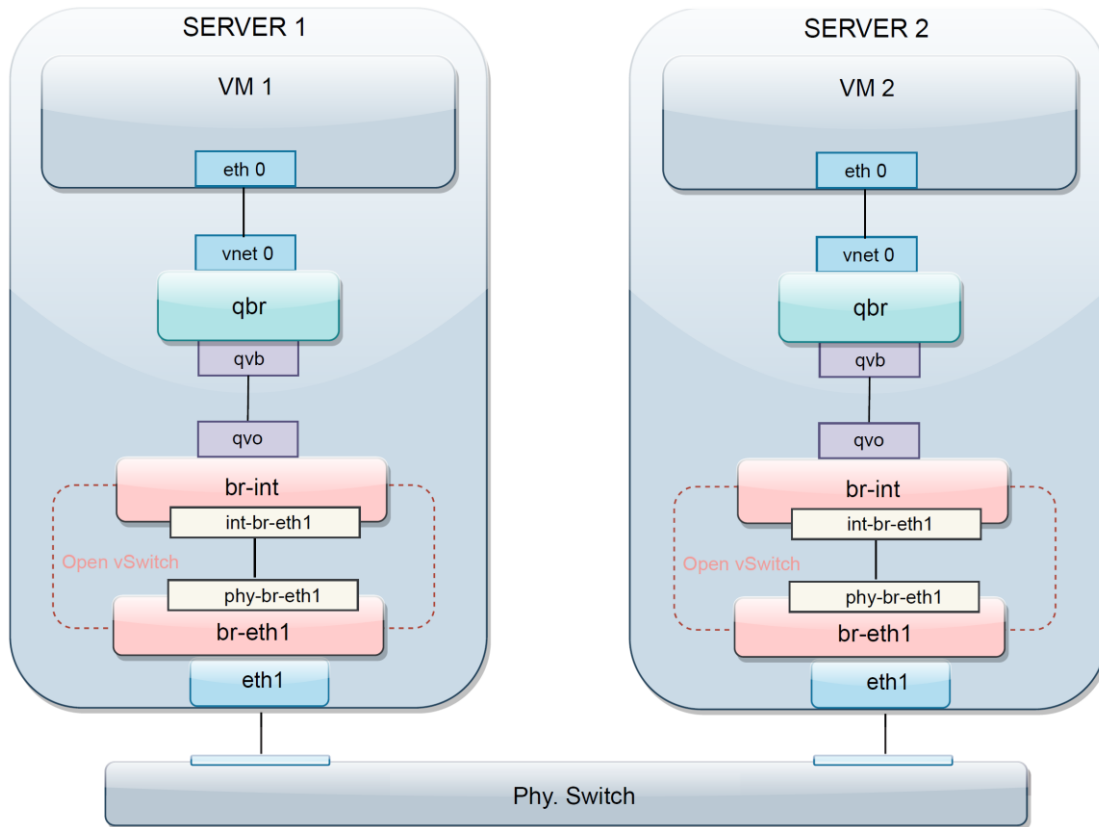 SERVER 1
VM 1
eth 0
vnet 0
qbr
qvb
qvo
br-int
int-br-eth1
Open vSwitch
phy-br-eth1
br-eth1
eth1
SERVER 2
VM 2
eth 0
vnet 0
qbr
qvb
qvo
br-int
int-br-eth1
Open vSwitch
phy-br-eth1
br-eth1
eth1
Phy. Switch